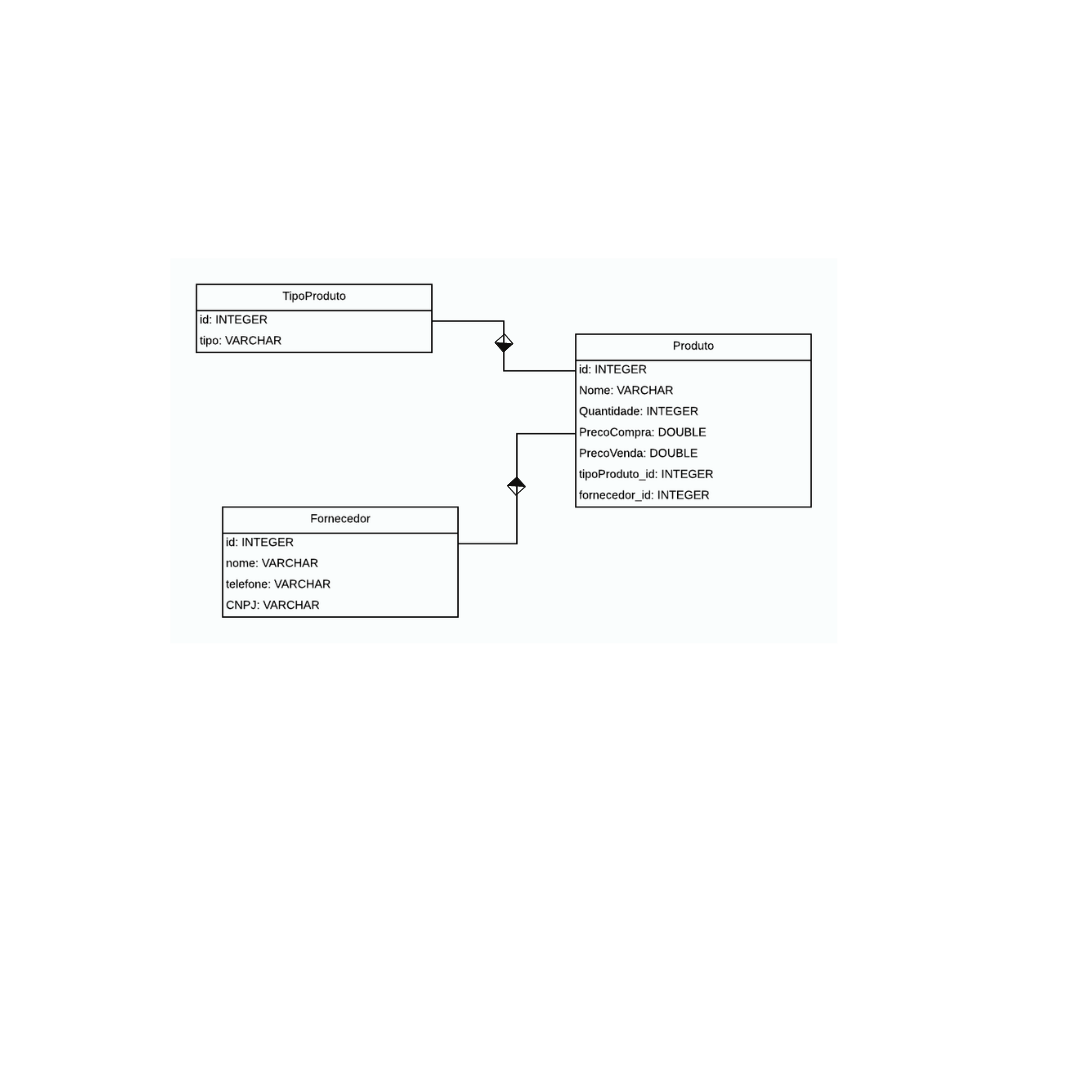 TipoProduto
id: INTEGER
tipo: VARCHAR
Produto
id: INTEGER
Nome: VARCHAR
Quantidade: INTEGER
PrecoCompra: DOUBLE
PrecoVenda: DOUBLE
tipoProduto_id: INTEGER
fornecedor_id: INTEGER
Fornecedor
id: INTEGER
nome: VARCHAR
telefone: VARCHAR
CNPJ: VARCHAR